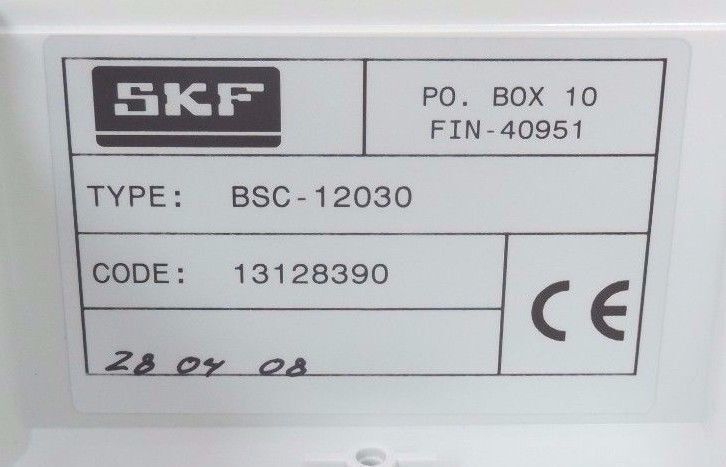 SKF
PO. BOX 10
FIN-40951
TYPE: BSC-12030
CODE: 13128390
CE
28 04 08